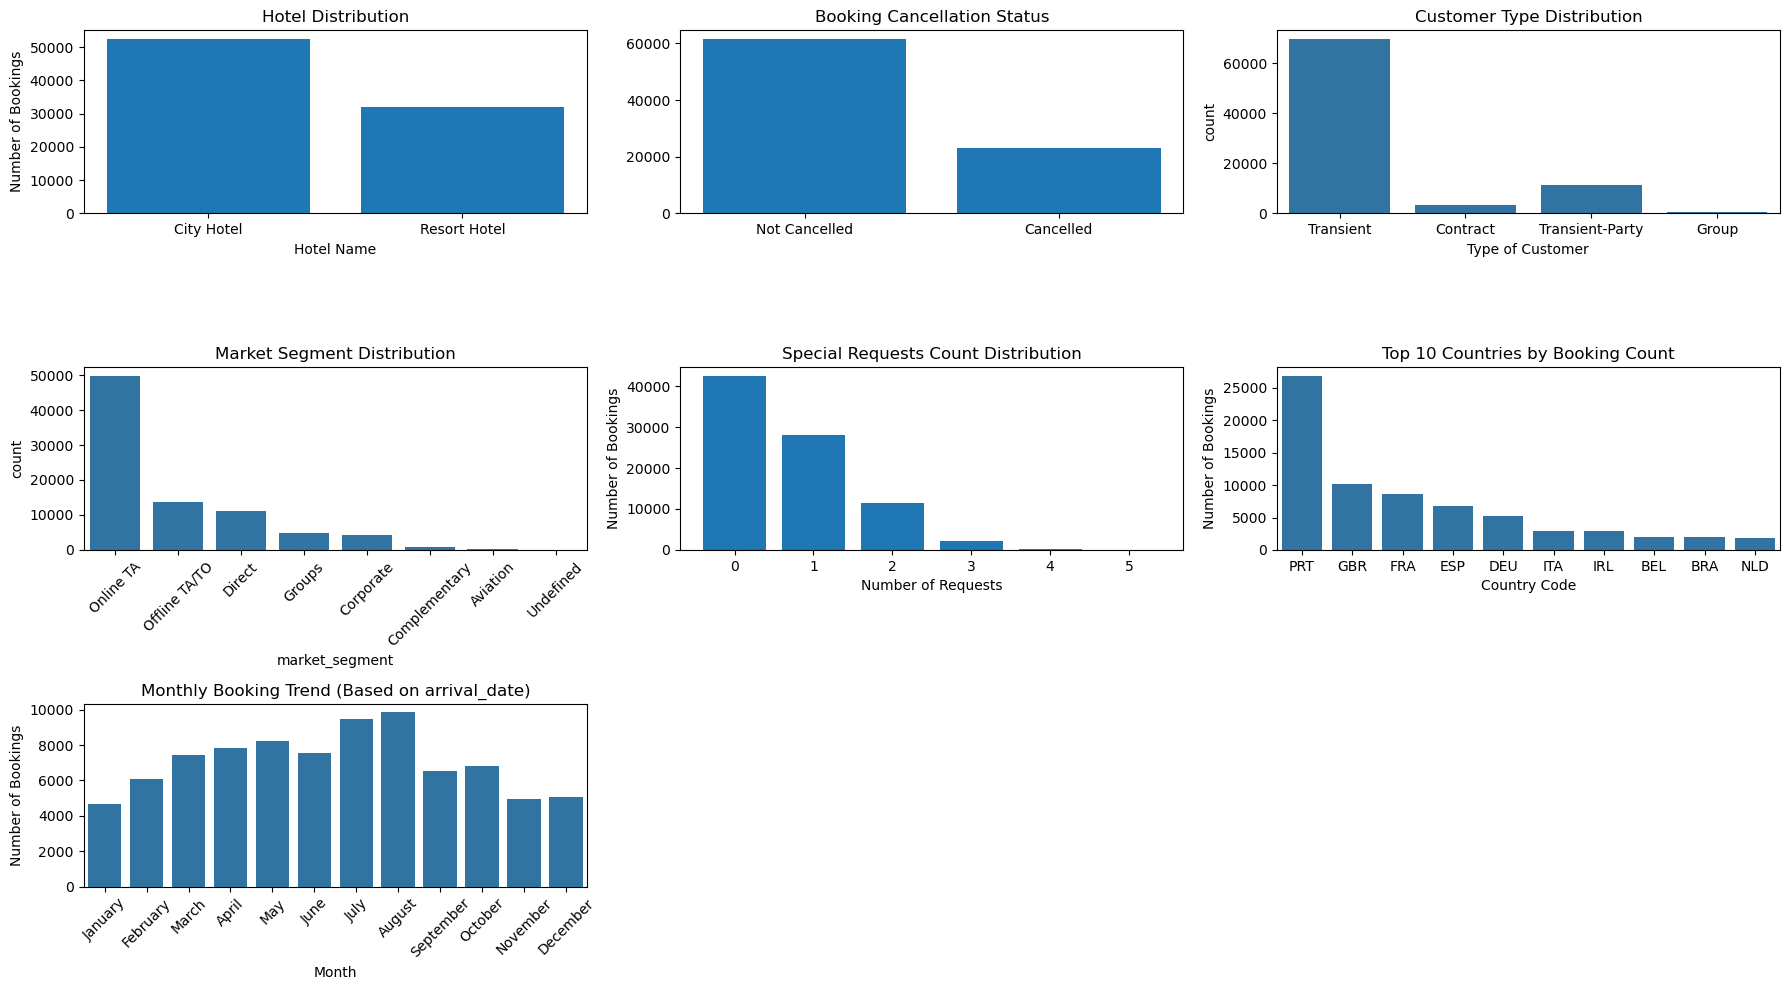 Hotel Distribution
Number of Bookings
50000
40000
30000
20000
10000
0
City Hotel
Resort Hotel
Hotel Name
Booking Cancellation Status
60000
40000
20000
0
Not Cancelled
Cancelled
Customer Type Distribution
count
60000
40000
20000
0
Transient
Contract
Transient-Party
Group
Type of Customer
Market Segment Distribution
count
50000
40000
30000
20000
10000
0
Online TA
Offline TA/TO
Direct
Groups
Corporate
Complementary
Aviation
Undefined
market_segment
Special Requests Count Distribution
Number of Bookings
40000
30000
20000
10000
0
0
1
2
3
4
5
Number of Requests
Top 10 Countries by Booking Count
Number of Bookings
25000
20000
15000
10000
5000
0
PRT
GBR
FRA
ESP
DEU
ITA
IRL
BEL
BRA
NLD
Country Code
Monthly Booking Trend (Based on arrival_date)
Number of Bookings
10000
8000
6000
4000
2000
0
January
February
March
April
May
June
July
August
September
October
November
December
Month